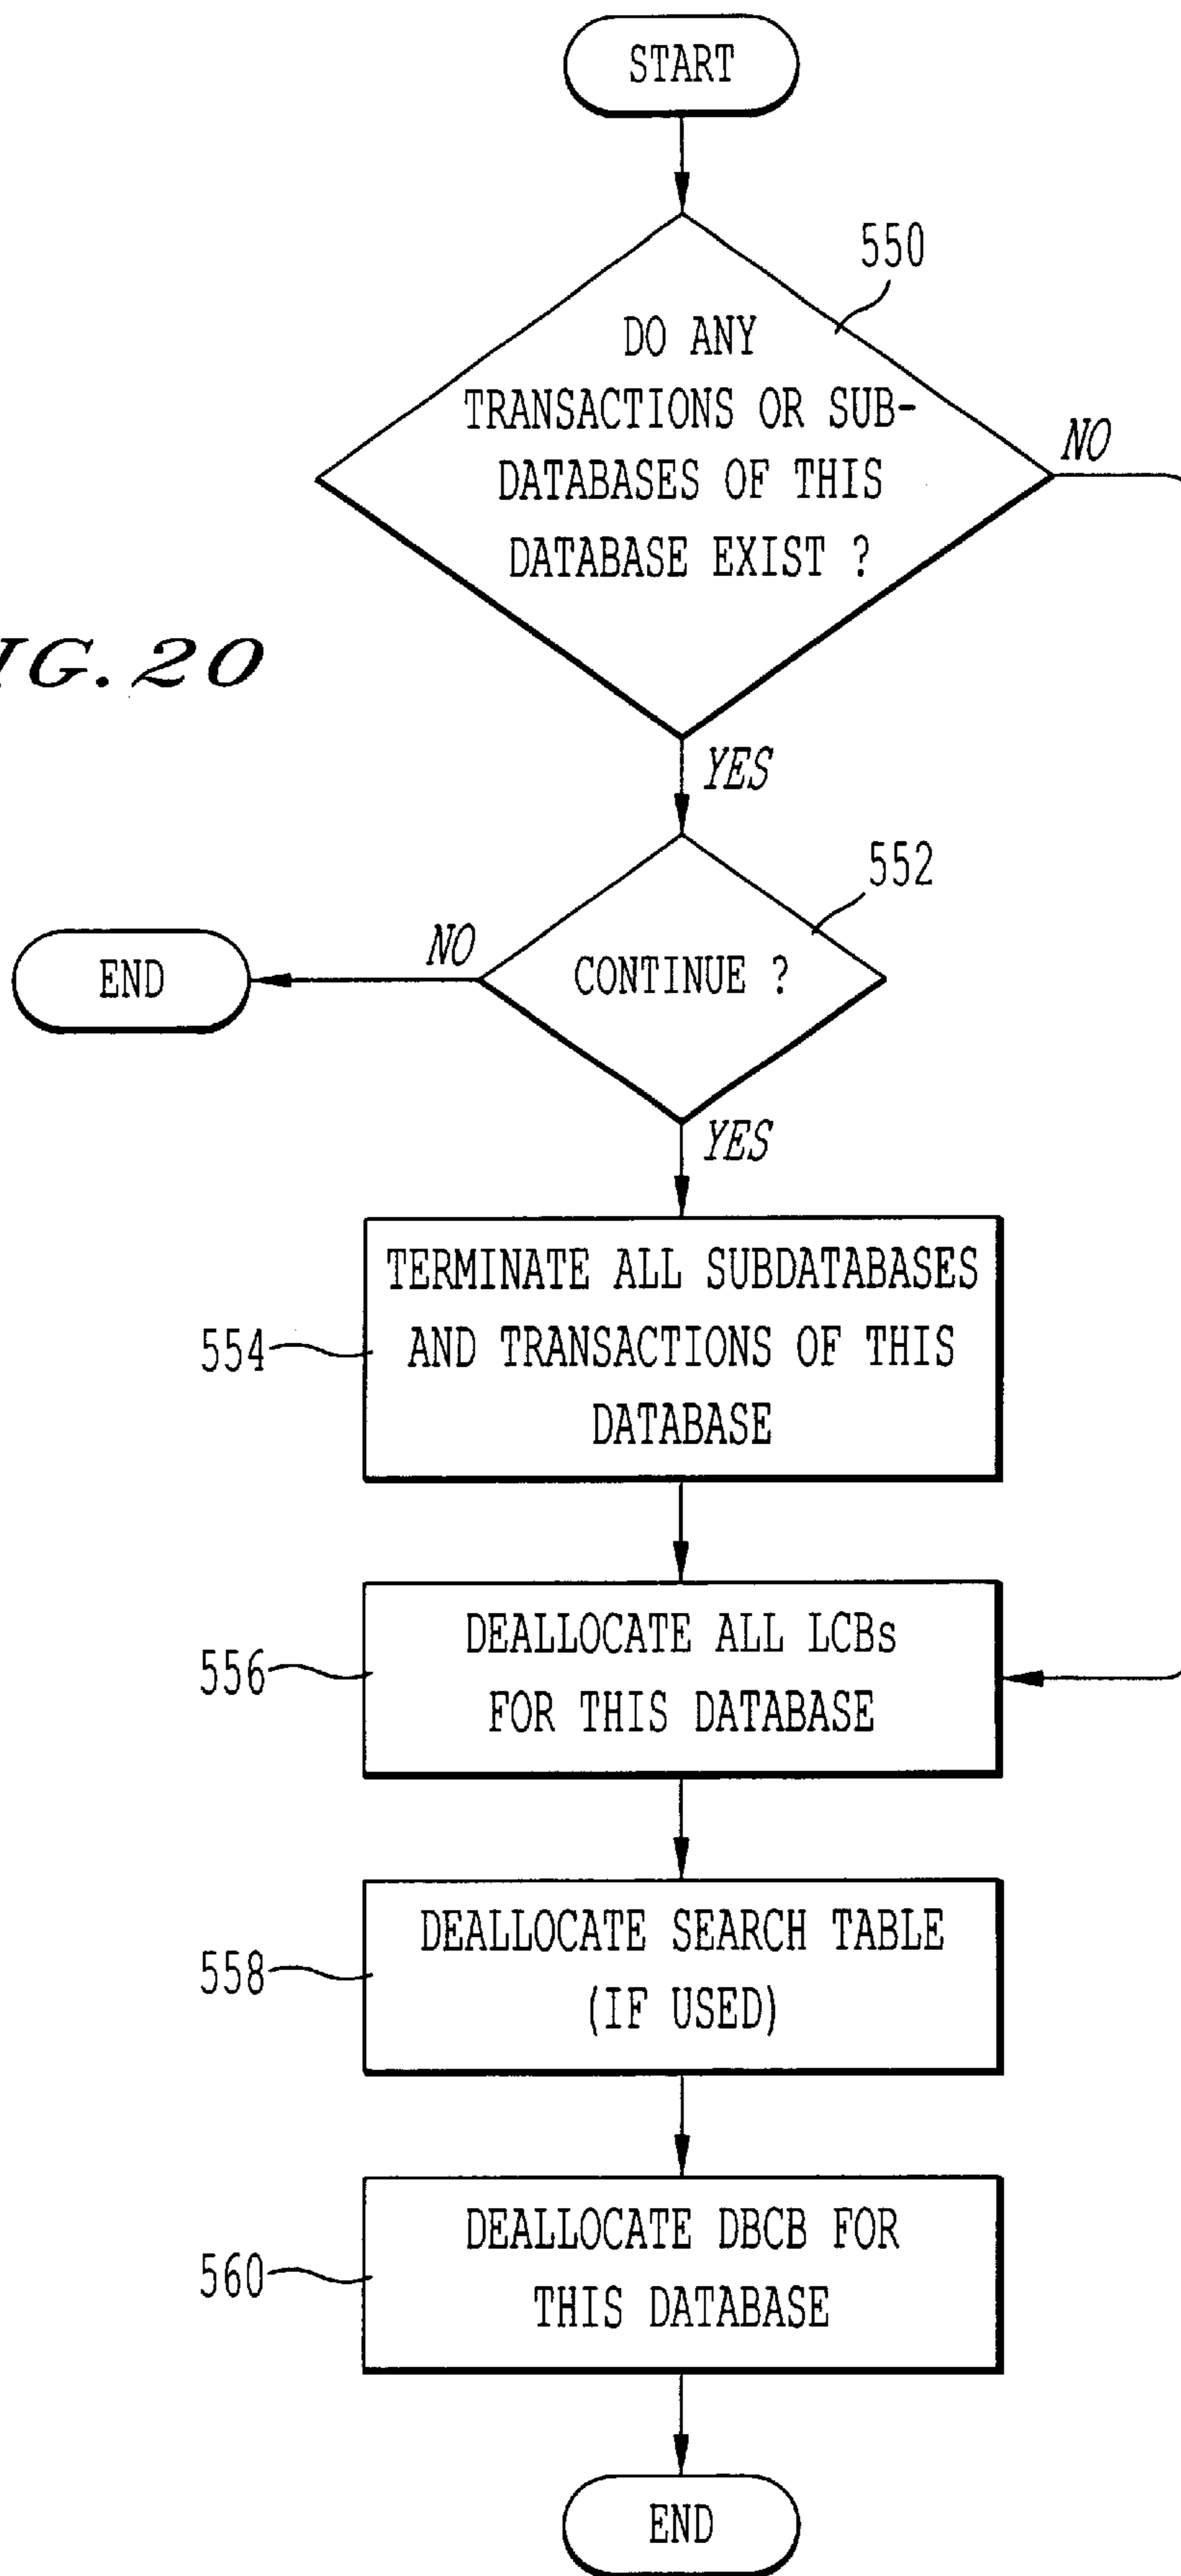 START
550
DO ANY
TRANSACTIONS OR SUB-
DATABASES OF THIS
DATABASE EXIST ?
NO
IG. 20
YES
552
CONTINUE ?
NO
END
YES
554
TERMINATE ALL SUBDATABASES
AND TRANSACTIONS OF THIS
DATABASE
556
DEALLOCATE ALL LCBs
FOR THIS DATABASE
558
DEALLOCATE SEARCH TABLE
(IF USED)
560
DEALLOCATE DBCB FOR
THIS DATABASE
END